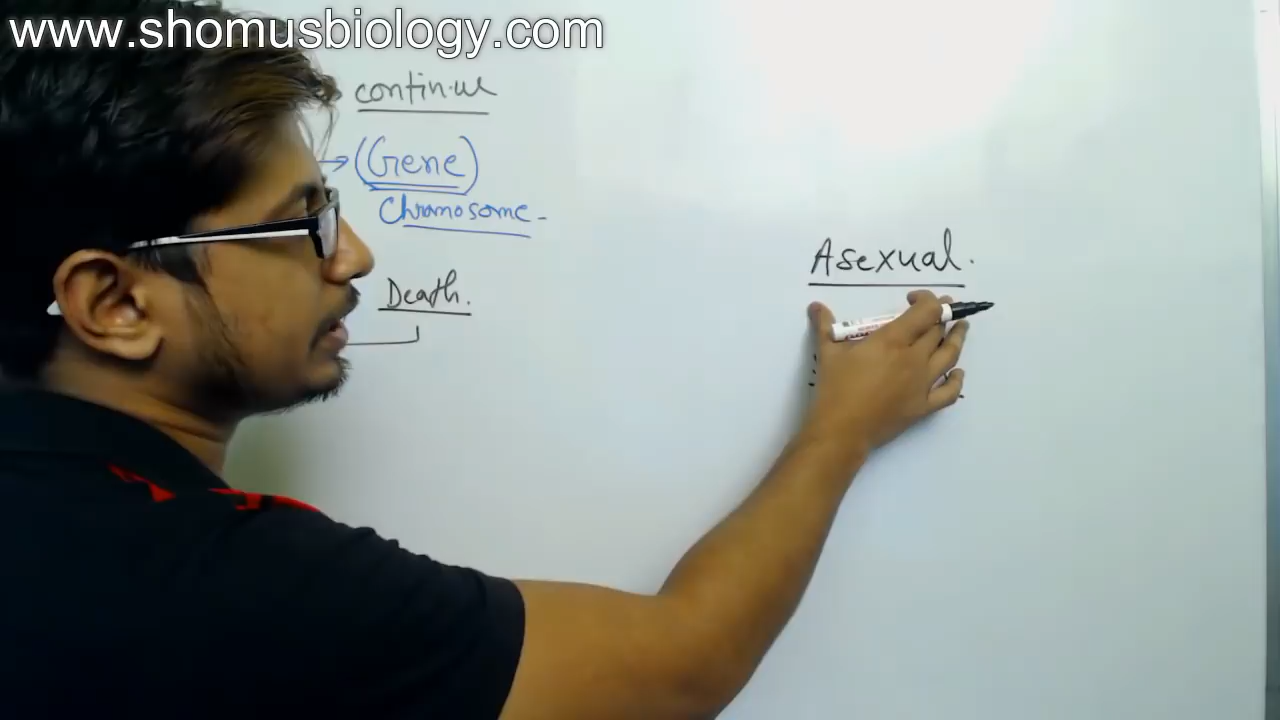 www.shomusbiology.com
continue
(Gene)
Chromosome-
Death.
Asexual.